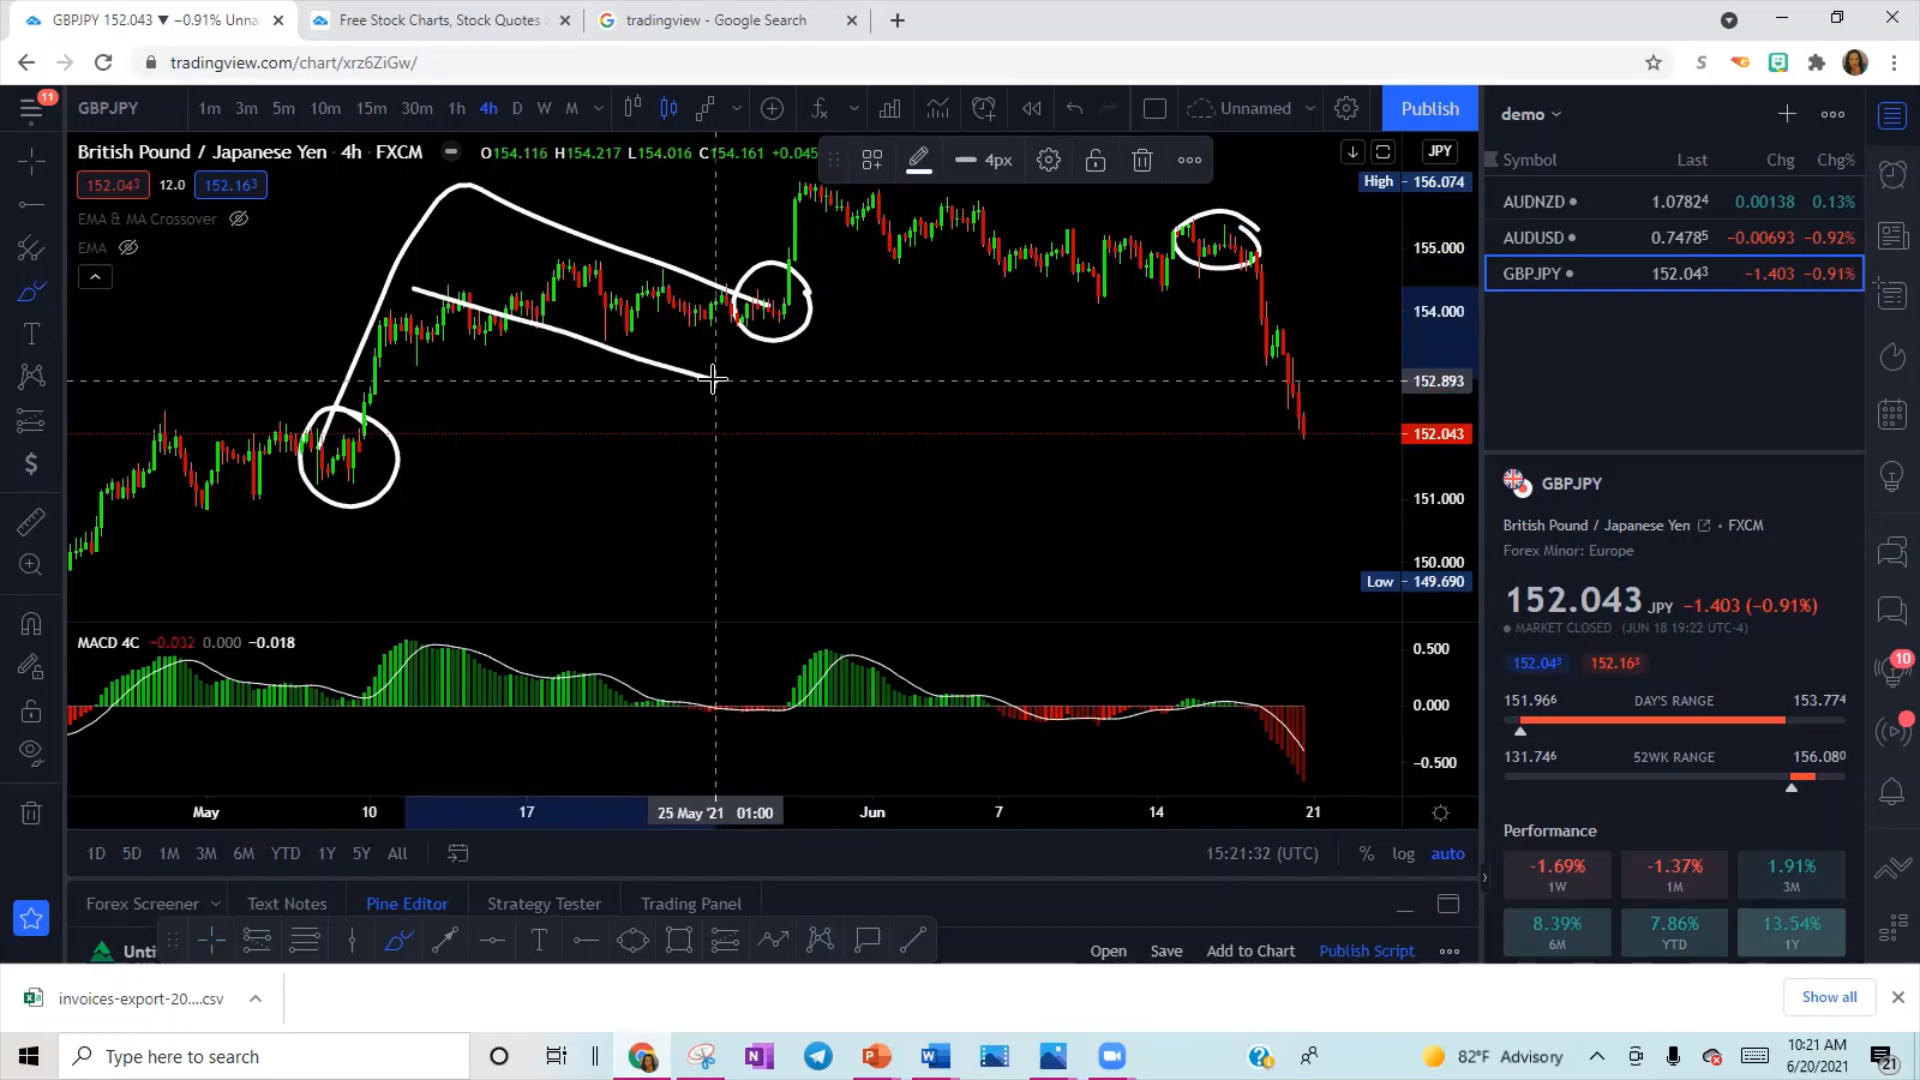 GBPJPY 152.043 ▼ −0.91% Unna
Free Stock Charts, Stock Quotes
tradingview - Google Search
tradingview.com/chart/xrz6ZiGw/
11
GBPJPY 1m 3m 5m 10m 15m 30m 1h 4h D W M Unnamed Publish
demo
British Pound / Japanese Yen · 4h · FXCM O154.116 H154.217 L154.016 C154.161 +0.045
4px
JPY
Symbol Last Chg Chg%
152.043 12.0 152.163
High 156.074
AUDNZD 1.07824 0.00138 0.13%
EMA & MA Crossover
AUDUSD 0.74785 −0.00693 −0.92%
EMA
155.000
GBPJPY 152.043 −1.403 −0.91%
154.000
152.893
152.043
GBPJPY
151.000
British Pound / Japanese Yen • FXCM
Forex Minor: Europe
150.000
Low 149.690
152.043 JPY −1.403 (−0.91%)
MARKET CLOSED (JUN 18 19:22 UTC-4)
MACD 4C −0.032 0.000 −0.018
0.500
152.043 152.163
10
151.966 DAY'S RANGE 153.774
0.000
131.746 52WK RANGE 156.080
−0.500
May 10 17 25 May '21 01:00 Jun 7 14 21
Performance
1D 5D 1M 3M 6M YTD 1Y 5Y All 15:21:32 (UTC) % log auto
-1.69% -1.37% 1.91%
1W 1M 3M
Forex Screener Text Notes Pine Editor Strategy Tester Trading Panel
8.39% 7.86% 13.54%
6M YTD 1Y
Unti Open Save Add to Chart Publish Script
invoices-export-20....csv
Show all
Type here to search
82°F Advisory
10:21 AM
6/20/2021
21